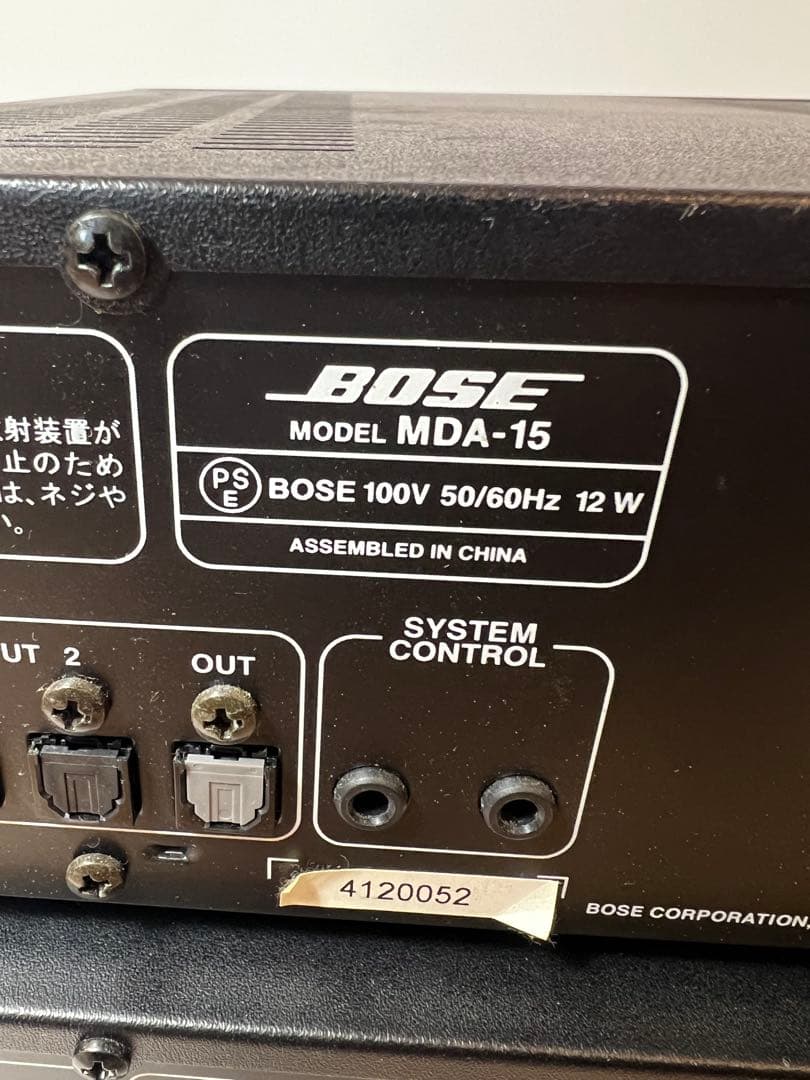 BOSE
MODEL MDA-15
PS
E
BOSE 100V 50/60Hz 12 W
ASSEMBLED IN CHINA
射装置が
止のため
は、ネジや
い。
UT 2
OUT
SYSTEM
CONTROL
4120052
BOSE CORPORATION,